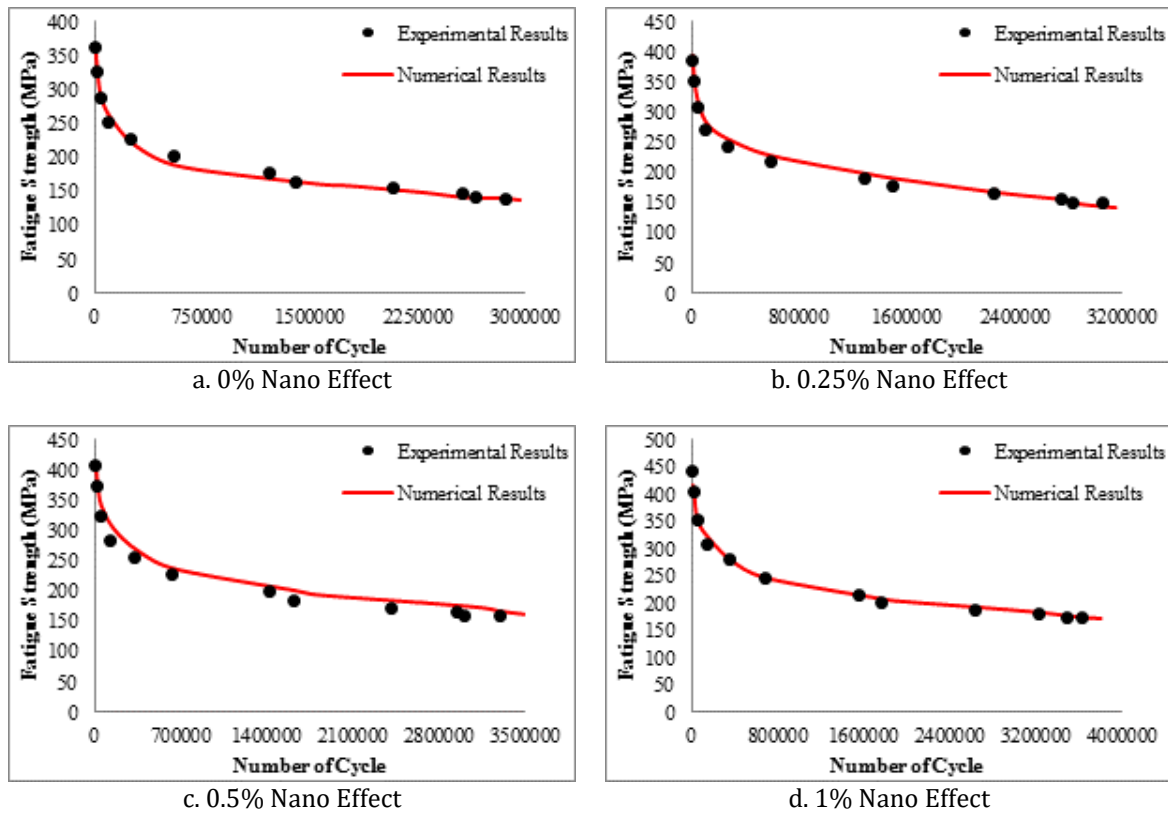 400
350
300
250
200
150
100
50
0
Fatigue Strength (MPa)
Experimental Results
Numerical Results
0 750000 1500000 2250000 3000000
Number of Cycle
a. 0% Nano Effect
450
400
350
300
250
200
150
100
50
0
Fatigue Strength (MPa)
Experimental Results
Numerical Results
0 800000 1600000 2400000 3200000
Number of Cycle
b. 0.25% Nano Effect
450
400
350
300
250
200
150
100
50
0
Fatigue Strength (MPa)
Experimental Results
Numerical Results
0 700000 1400000 2100000 2800000 3500000
Number of Cycle
c. 0.5% Nano Effect
500
450
400
350
300
250
200
150
100
50
0
Fatigue Strength (MPa)
Experimental Results
Numerical Results
0 800000 1600000 2400000 3200000 4000000
Number of Cycle
d. 1% Nano Effect